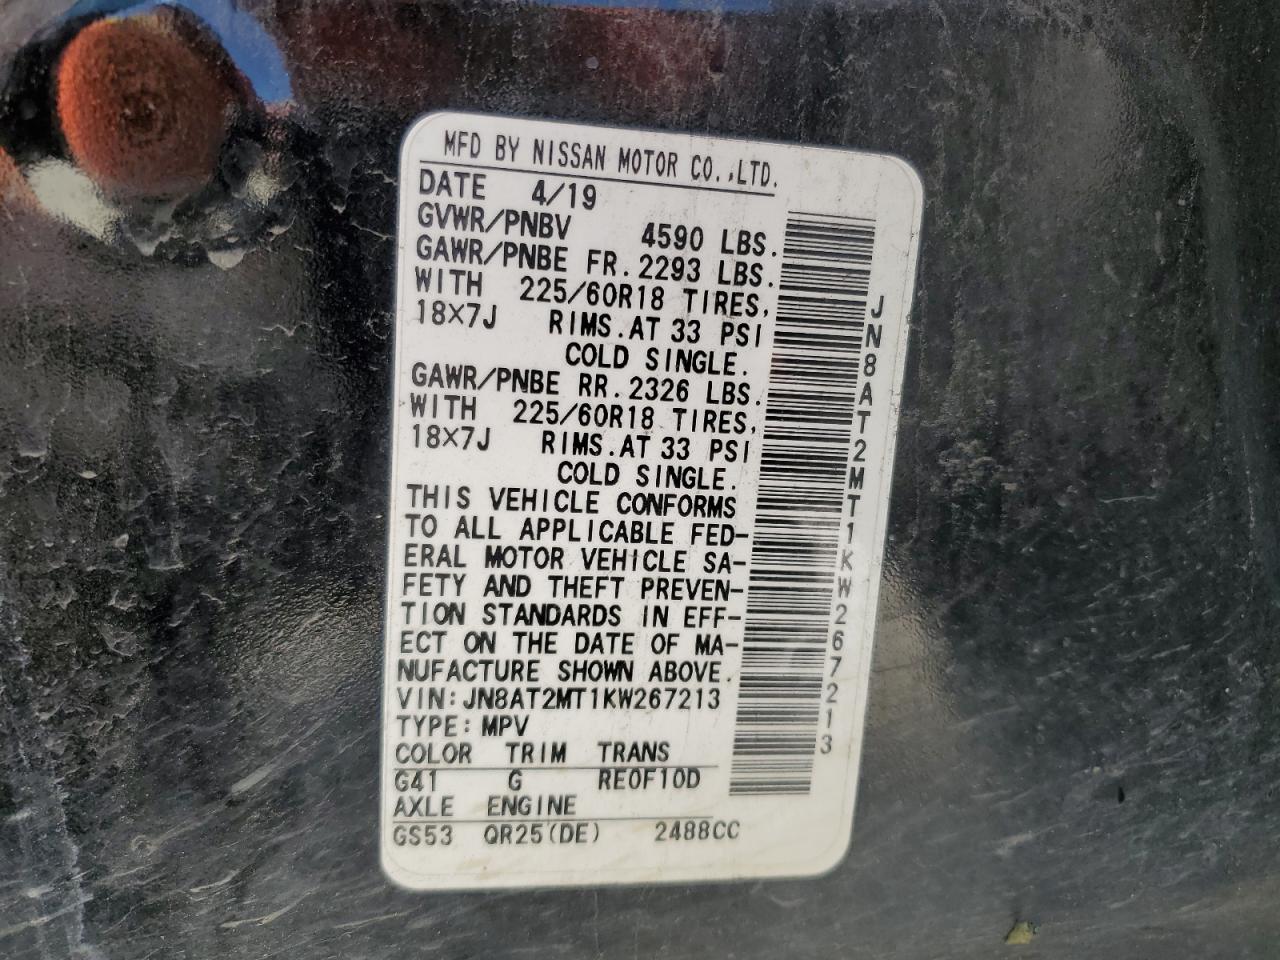 MFD BY NISSAN MOTOR CO.,LTD.
DATE 4/19
GVWR/PNBV 4590 LBS.
GAWR/PNBE FR.2293 LBS.
WITH 225/60R18 TIRES,
18×7J RIMS.AT 33 PSI
COLD SINGLE.
GAWR/PNBE RR.2326 LBS.
WITH 225/60R18 TIRES,
18×7J RIMS.AT 33 PSI
COLD SINGLE.
THIS VEHICLE CONFORMS
TO ALL APPLICABLE FED-
ERAL MOTOR VEHICLE SA-
FETY AND THEFT PREVEN-
TION STANDARDS IN EFF-
ECT ON THE DATE OF MA-
NUFACTURE SHOWN ABOVE.
VIN:JN8AT2MT1KW267213
TYPE:MPV
COLOR TRIM TRANS
G41 G RE0F10D
AXLE ENGINE
GS53 QR25(DE) 2488CC
JN8AT2MT1KW267213